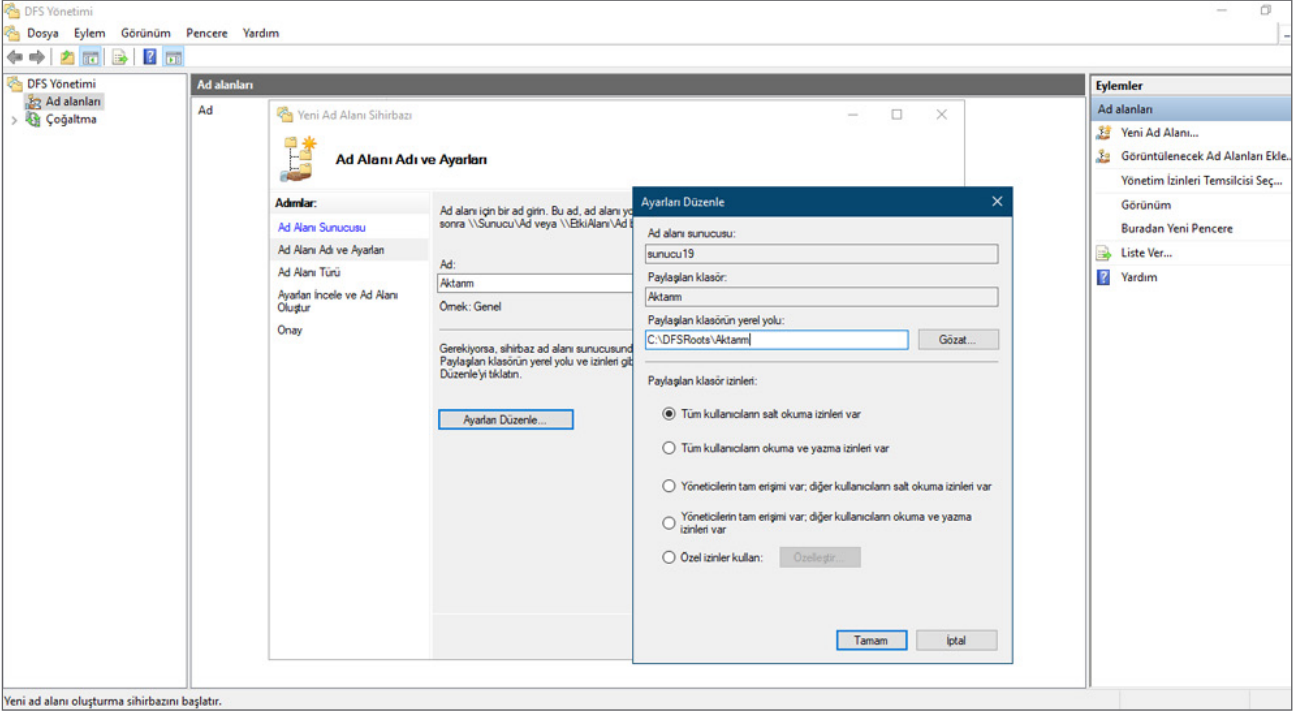 DFS Yönetimi
Dosya Eylem Görünüm Pencere Yardım
DFS Yönetimi
Ad alanları
Çoğaltma
Ad alanları
Ad
Yeni Ad Alanı Sihirbazı
Ad Alanı Adı ve Ayarları
Adımlar:
Ad Alanı Sunucusu
Ad Alanı Adı ve Ayarları
Ad Alanı Türü
Ayarları İncele ve Ad Alanı
Oluştur
Onay
Ad alanı için bir ad girin. Bu ad, ad alanı yo
sonra \\Sunucu\Ad veya \\EtkiAlanı\Ad b
Ad:
Aktarım
Örnek: Genel
Gerekiyorsa, sihirbaz ad alanı sunucusund
Paylaşılan klasörün yerel yolu ve izinleri gib
Düzenle'yi tıklatın.
Ayarları Düzenle...
Ayarları Düzenle
Ad alanı sunucusu:
sunucu19
Paylaşılan klasör:
Aktarım
Paylaşılan klasörün yerel yolu:
C:\DFSRoots\Aktarım
Gözat...
Paylaşılan klasör izinleri:
Tüm kullanıcıların salt okuma izinleri var
Tüm kullanıcıların okuma ve yazma izinleri var
Yöneticilerin tam erişimi var; diğer kullanıcıların salt okuma izinleri var
Yöneticilerin tam erişimi var; diğer kullanıcıların okuma ve yazma
izinleri var
Özel izinler kullan:
Özelleştir...
Tamam
İptal
Eylemler
Ad alanları
Yeni Ad Alanı...
Görüntülenecek Ad Alanları Ekle...
Yönetim İzinleri Temsilcisi Seç...
Görünüm
Buradan Yeni Pencere
Liste Ver...
Yardım
Yeni ad alanı oluşturma sihirbazını başlatır.